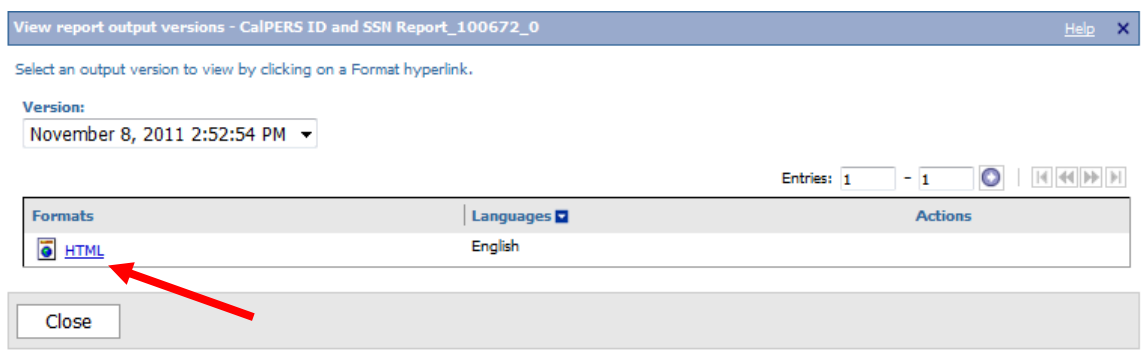 View report output versions - CalPERS ID and SSN Report_100672_0 Help X
Select an output version to view by clicking on a Format hyperlink.
Version:
November 8, 2011 2:52:54 PM
Entries: 1 - 1
Formats Languages Actions
HTML English
Close